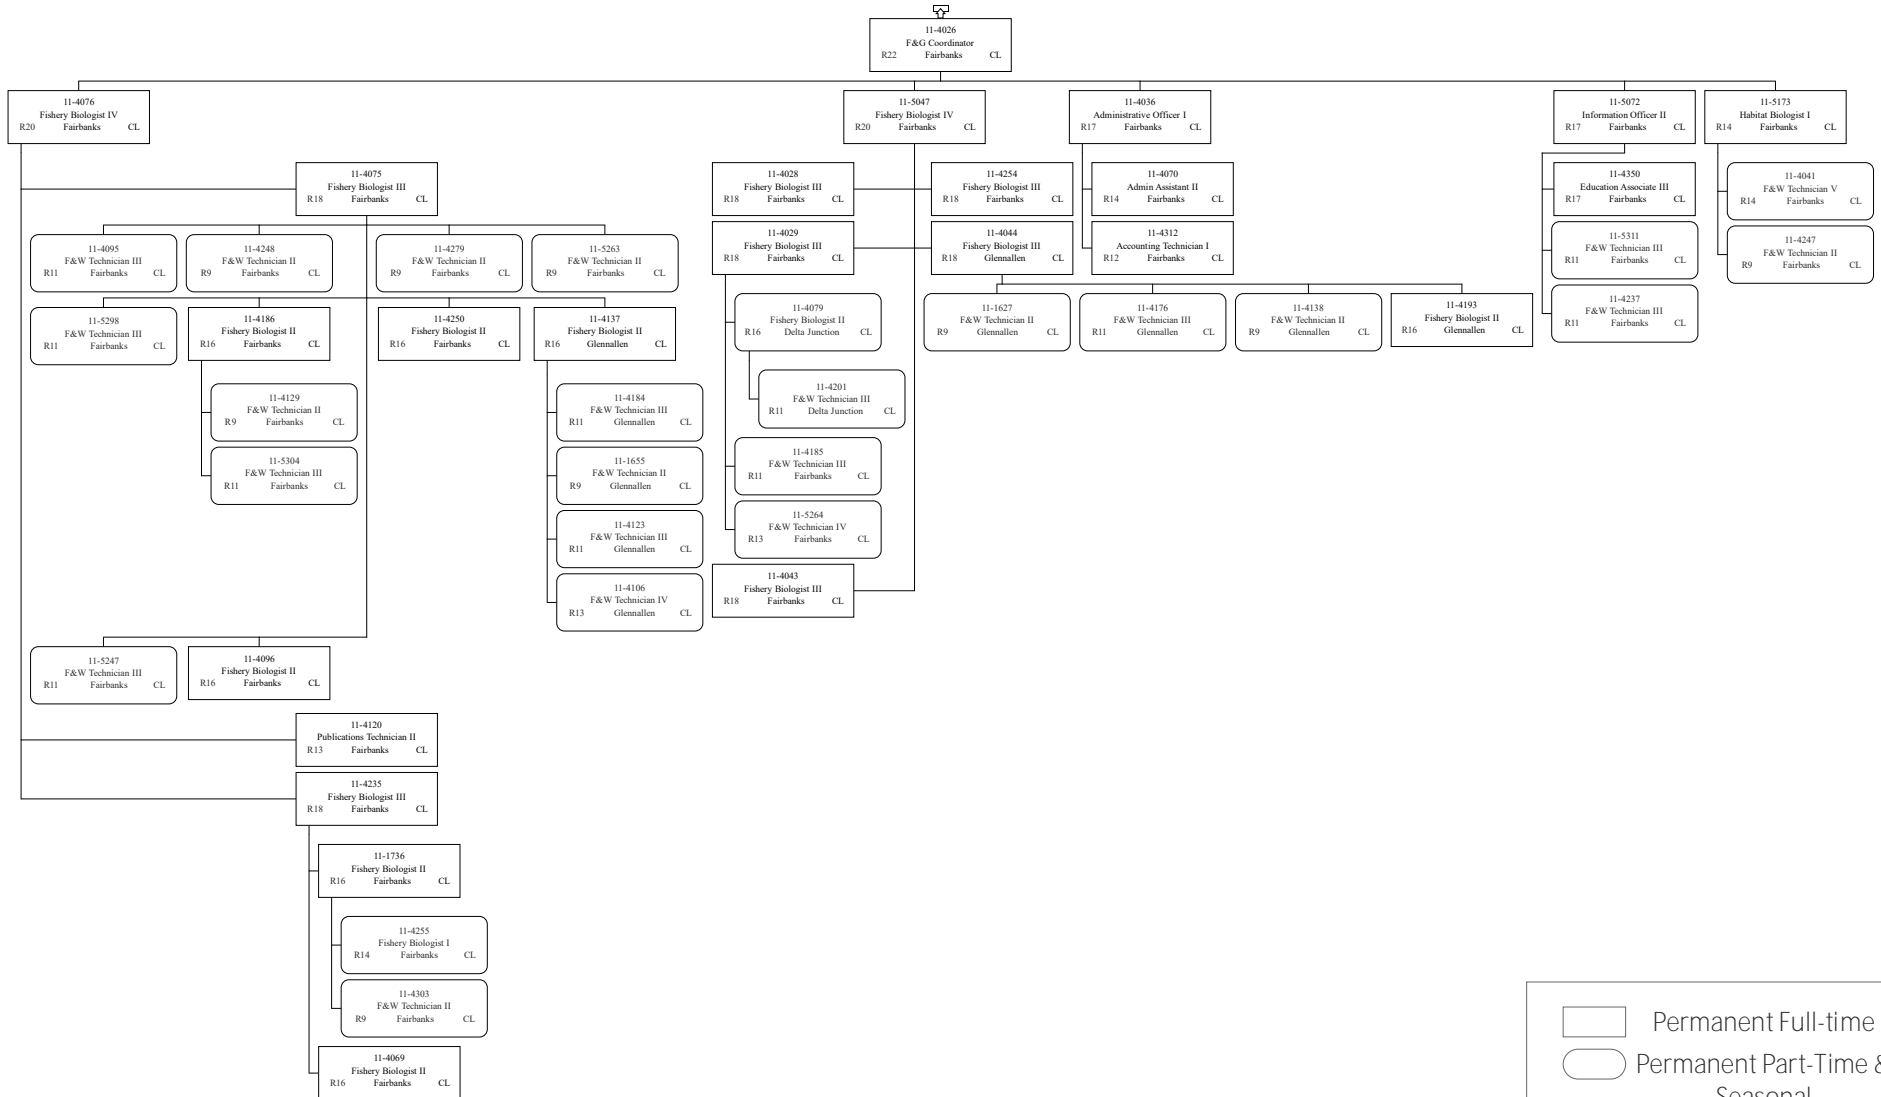 11-4026
F&G Coordinator
R22 Fairbanks CL
11-4076
Fishery Biologist IV
R20 Fairbanks CL
11-5047
Fishery Biologist IV
R20 Fairbanks CL
11-4036
Administrative Officer I
R17 Fairbanks CL
11-5072
Information Officer II
R17 Fairbanks CL
11-5173
Habitat Biologist I
R14 Fairbanks CL
11-4075
Fishery Biologist III
R18 Fairbanks CL
11-4028
Fishery Biologist III
R18 Fairbanks CL
11-4254
Fishery Biologist III
R18 Fairbanks CL
11-4070
Admin Assistant II
R14 Fairbanks CL
11-4350
Education Associate III
R17 Fairbanks CL
11-4041
F&W Technician V
R14 Fairbanks CL
11-4095
F&W Technician III
R11 Fairbanks CL
11-4248
F&W Technician II
R9 Fairbanks CL
11-4279
F&W Technician II
R9 Fairbanks CL
11-5263
F&W Technician II
R9 Fairbanks CL
11-4029
Fishery Biologist III
R18 Fairbanks CL
11-4044
Fishery Biologist III
R18 Glennallen CL
11-4312
Accounting Technician I
R12 Fairbanks CL
11-5311
F&W Technician III
R11 Fairbanks CL
11-4247
F&W Technician II
R9 Fairbanks CL
11-5298
F&W Technician III
R11 Fairbanks CL
11-4186
Fishery Biologist II
R16 Fairbanks CL
11-4250
Fishery Biologist II
R16 Fairbanks CL
11-4137
Fishery Biologist II
R16 Glennallen CL
11-4079
Fishery Biologist II
R16 Delta Junction CL
11-1627
F&W Technician II
R9 Glennallen CL
11-4176
F&W Technician III
R11 Glennallen CL
11-4138
F&W Technician II
R9 Glennallen CL
11-4193
Fishery Biologist II
R16 Glennallen CL
11-4237
F&W Technician III
R11 Fairbanks CL
11-4129
F&W Technician II
R9 Fairbanks CL
11-4184
F&W Technician III
R11 Glennallen CL
11-4201
F&W Technician III
R11 Delta Junction CL
11-5304
F&W Technician III
R11 Fairbanks CL
11-1655
F&W Technician II
R9 Glennallen CL
11-4185
F&W Technician III
R11 Fairbanks CL
11-4123
F&W Technician III
R11 Glennallen CL
11-5264
F&W Technician IV
R13 Fairbanks CL
11-4106
F&W Technician IV
R13 Glennallen CL
11-4043
Fishery Biologist III
R18 Fairbanks CL
11-5247
F&W Technician III
R11 Fairbanks CL
11-4096
Fishery Biologist II
R16 Fairbanks CL
11-4120
Publications Technician II
R13 Fairbanks CL
11-4235
Fishery Biologist III
R18 Fairbanks CL
11-1736
Fishery Biologist II
R16 Fairbanks CL
11-4255
Fishery Biologist I
R14 Fairbanks CL
11-4303
F&W Technician II
R9 Fairbanks CL
11-4069
Fishery Biologist II
R16 Fairbanks CL
Permanent Full-time
Permanent Part-Time &
Seasonal